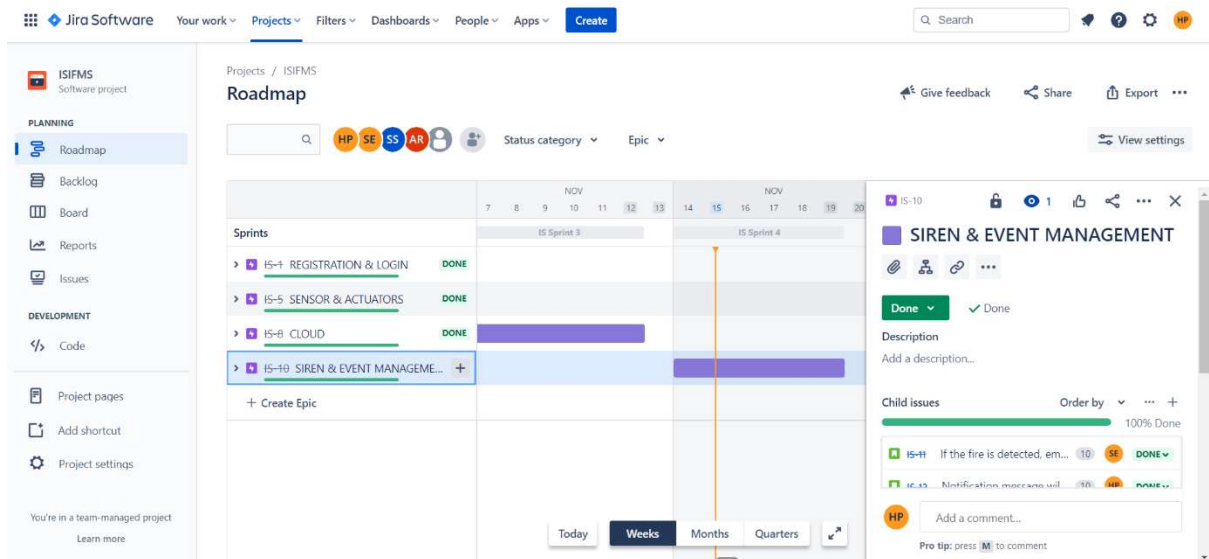 Jira Software Your work Projects Filters Dashboards People Apps Create Search HP
ISIFMS
Software project
PLANNING
Roadmap
Backlog
Board
Reports
Issues
DEVELOPMENT
Code
Project pages
Add shortcut
Project settings
You're in a team-managed project
Learn more
Projects / ISIFMS
Roadmap
Give feedback Share Export
HP SE SS AR Status category Epic View settings
NOV NOV
7 8 9 10 11 12 13 14 15 16 17 18 19 20
Sprints IS Sprint 3 IS Sprint 4
IS-1 REGISTRATION & LOGIN DONE
IS-5 SENSOR & ACTUATORS DONE
IS-8 CLOUD DONE
IS-10 SIREN & EVENT MANAGEME... +
+ Create Epic
Today Weeks Months Quarters
IS-10 1
SIREN & EVENT MANAGEMENT
Done Done
Description
Add a description...
Child issues Order by
100% Done
IS-11 If the fire is detected, em... 10 SE DONE
IS-12 Notification message wil... 10 HP DONE
HP Add a comment...
Pro tip: press M to comment